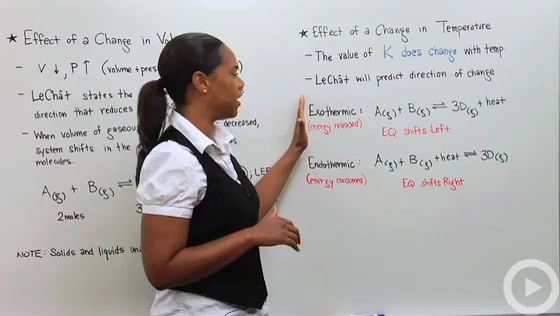 ★ Effect of a Change in Vol
- V ↓, P ↑ (volume + pres
- LeChât states the
direction that reduces
- When volume of gaseous decreased,
system shifts in the
molecules.
A(g) + B(g) ⇌
2 moles
NOTE: Solids and liquids
★ Effect of a Change in Temperature
- The value of K does change with temp.
- LeChât will predict direction of change
Exothermic : A(g) + B(g) ⇌ 3D(g) + heat
(energy released) EQ shifts Left
Endothermic : A(g) + B(g) + heat ⇌ 3D(g)
(energy consumed) EQ shifts Right